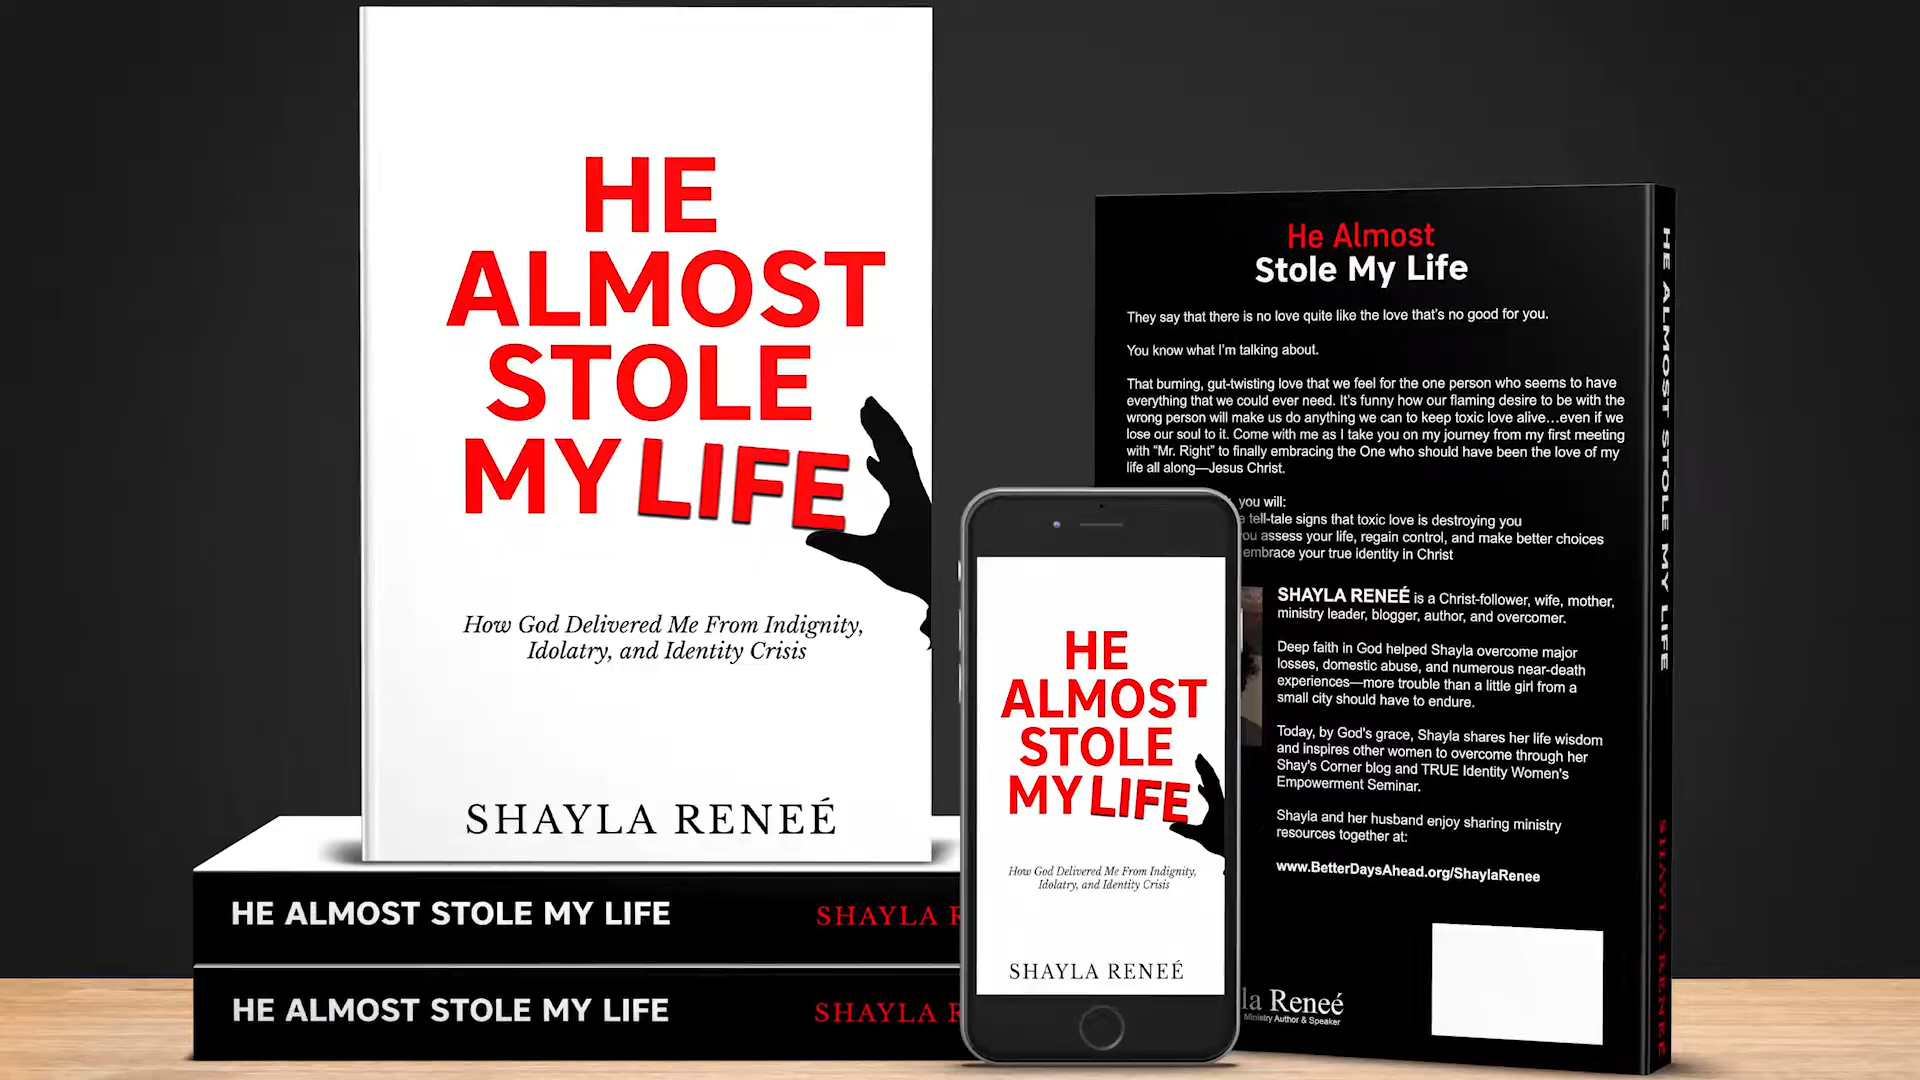 HE
ALMOST
STOLE
MY LIFE
How God Delivered Me From Indignity,
Idolatry, and Identity Crisis
SHAYLA RENEÉ
HE ALMOST STOLE MY LIFE
SHAYLA
HE ALMOST STOLE MY LIFE
SHAYLA
HE
ALMOST
STOLE
MY LIFE
How God Delivered Me From Indignity,
Idolatry, and Identity Crisis
SHAYLA RENEÉ
He Almost
Stole My Life
They say that there is no love quite like the love that's no good for you.
You know what I'm talking about.
That burning, gut-twisting love that we feel for the one person who seems to have
everything that we could ever need. It's funny how our flaming desire to be with the
wrong person will make us do anything we can to keep toxic love alive...even if we
lose our soul to it. Come with me as I take you on my journey from my first meeting
with "Mr. Right" to finally embracing the One who should have been the love of my
life all along—Jesus Christ.
you will:
tell-tale signs that toxic love is destroying you
assess your life, regain control, and make better choices
embrace your true identity in Christ
SHAYLA RENEÉ is a Christ-follower, wife, mother,
ministry leader, blogger, author, and overcomer.
Deep faith in God helped Shayla overcome major
losses, domestic abuse, and numerous near-death
experiences—more trouble than a little girl from a
small city should have to endure.
Today, by God's grace, Shayla shares her life wisdom
and inspires other women to overcome through her
Shay's Corner blog and TRUE Identity Women's
Empowerment Seminar.
Shayla and her husband enjoy sharing ministry
resources together at:
www.BetterDaysAhead.org/ShaylaRenee
la Reneé
Ministry Author & Speaker
HE ALMOST STOLE MY LIFE
SHAYLA RENEÉ